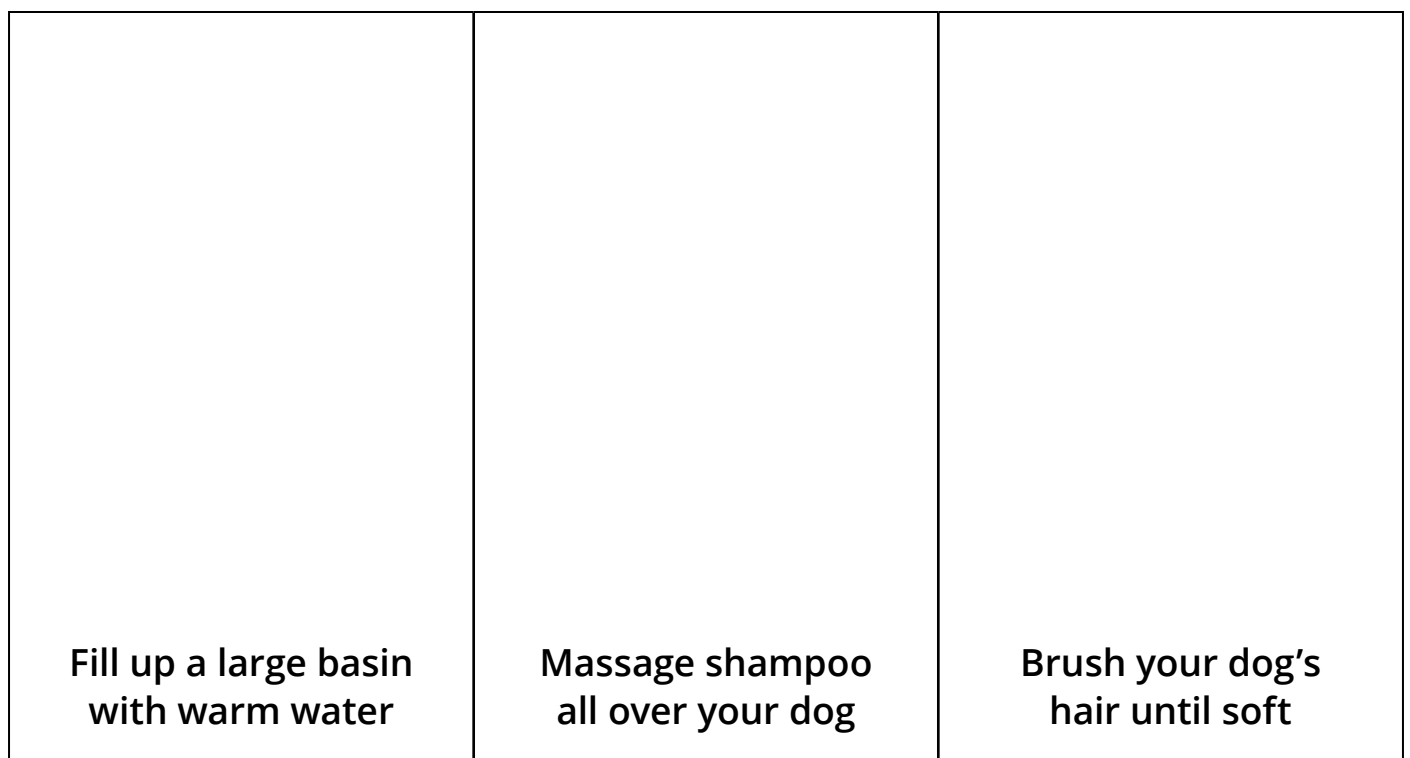 Fill up a large basin
with warm water
Massage shampoo
all over your dog
Brush your dog’s
hair until soft